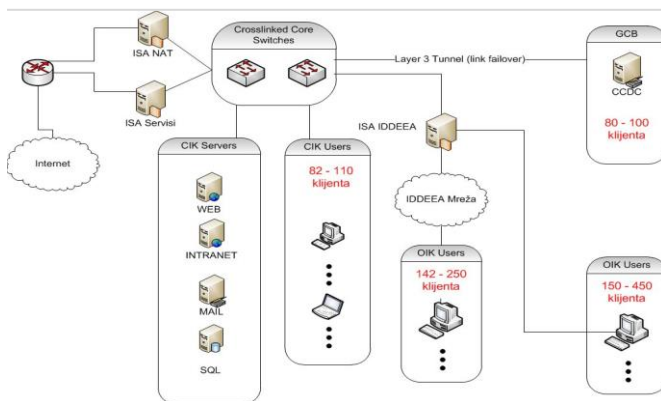 ISA NAT
ISA Servisi
Internet
Crosslinked Core
Switches
Layer 3 Tunnel (link failover)
GCB
CCDC
80 - 100
klijenta
ISA IDDEEA
CIK Servers
WEB
INTRANET
MAIL
SQL
CIK Users
82 - 110
klijenta
IDDEEA
Mreža
OIK Users
142 - 250
klijenta
OIK Users
150 - 450
klijenta